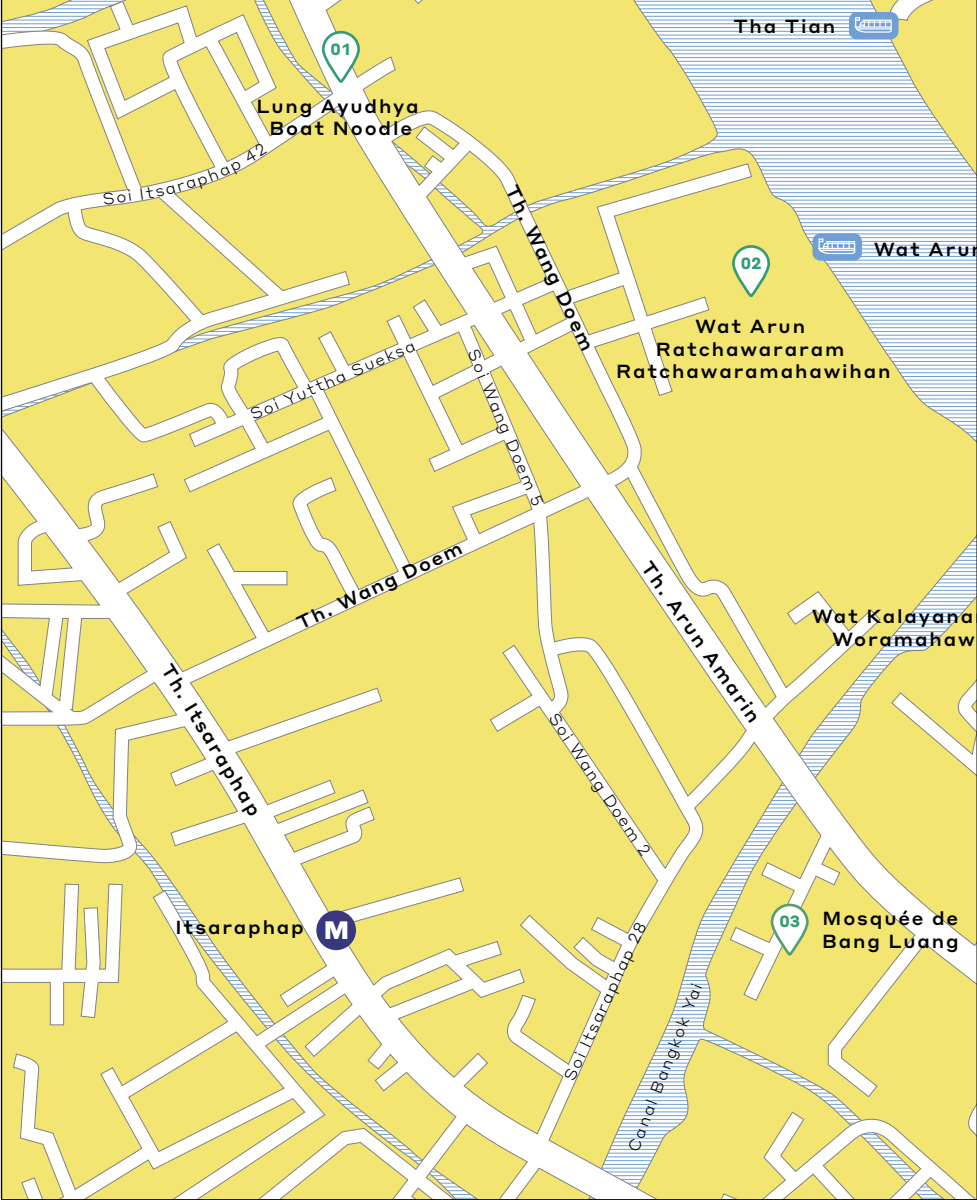 Tha Tian
01
Lung Ayudhya
Boat Noodle
Soi Itsaraphap 42
Th. Wang Doem
Wat Arun
02
Wat Arun
Ratchawararam
Ratchawaramahawihan
Soi Yuttha Sueksa
Soi Wang Doem 5
Th. Wang Doem
Th. Arun Amarin
Wat Kalayana
Woramahaw
Th. Itsaraphap
Soi Wang Doem 2
Itsaraphap
M
03
Mosquée de
Bang Luang
Soi Itsaraphap 28
Canal Bangkok Yai